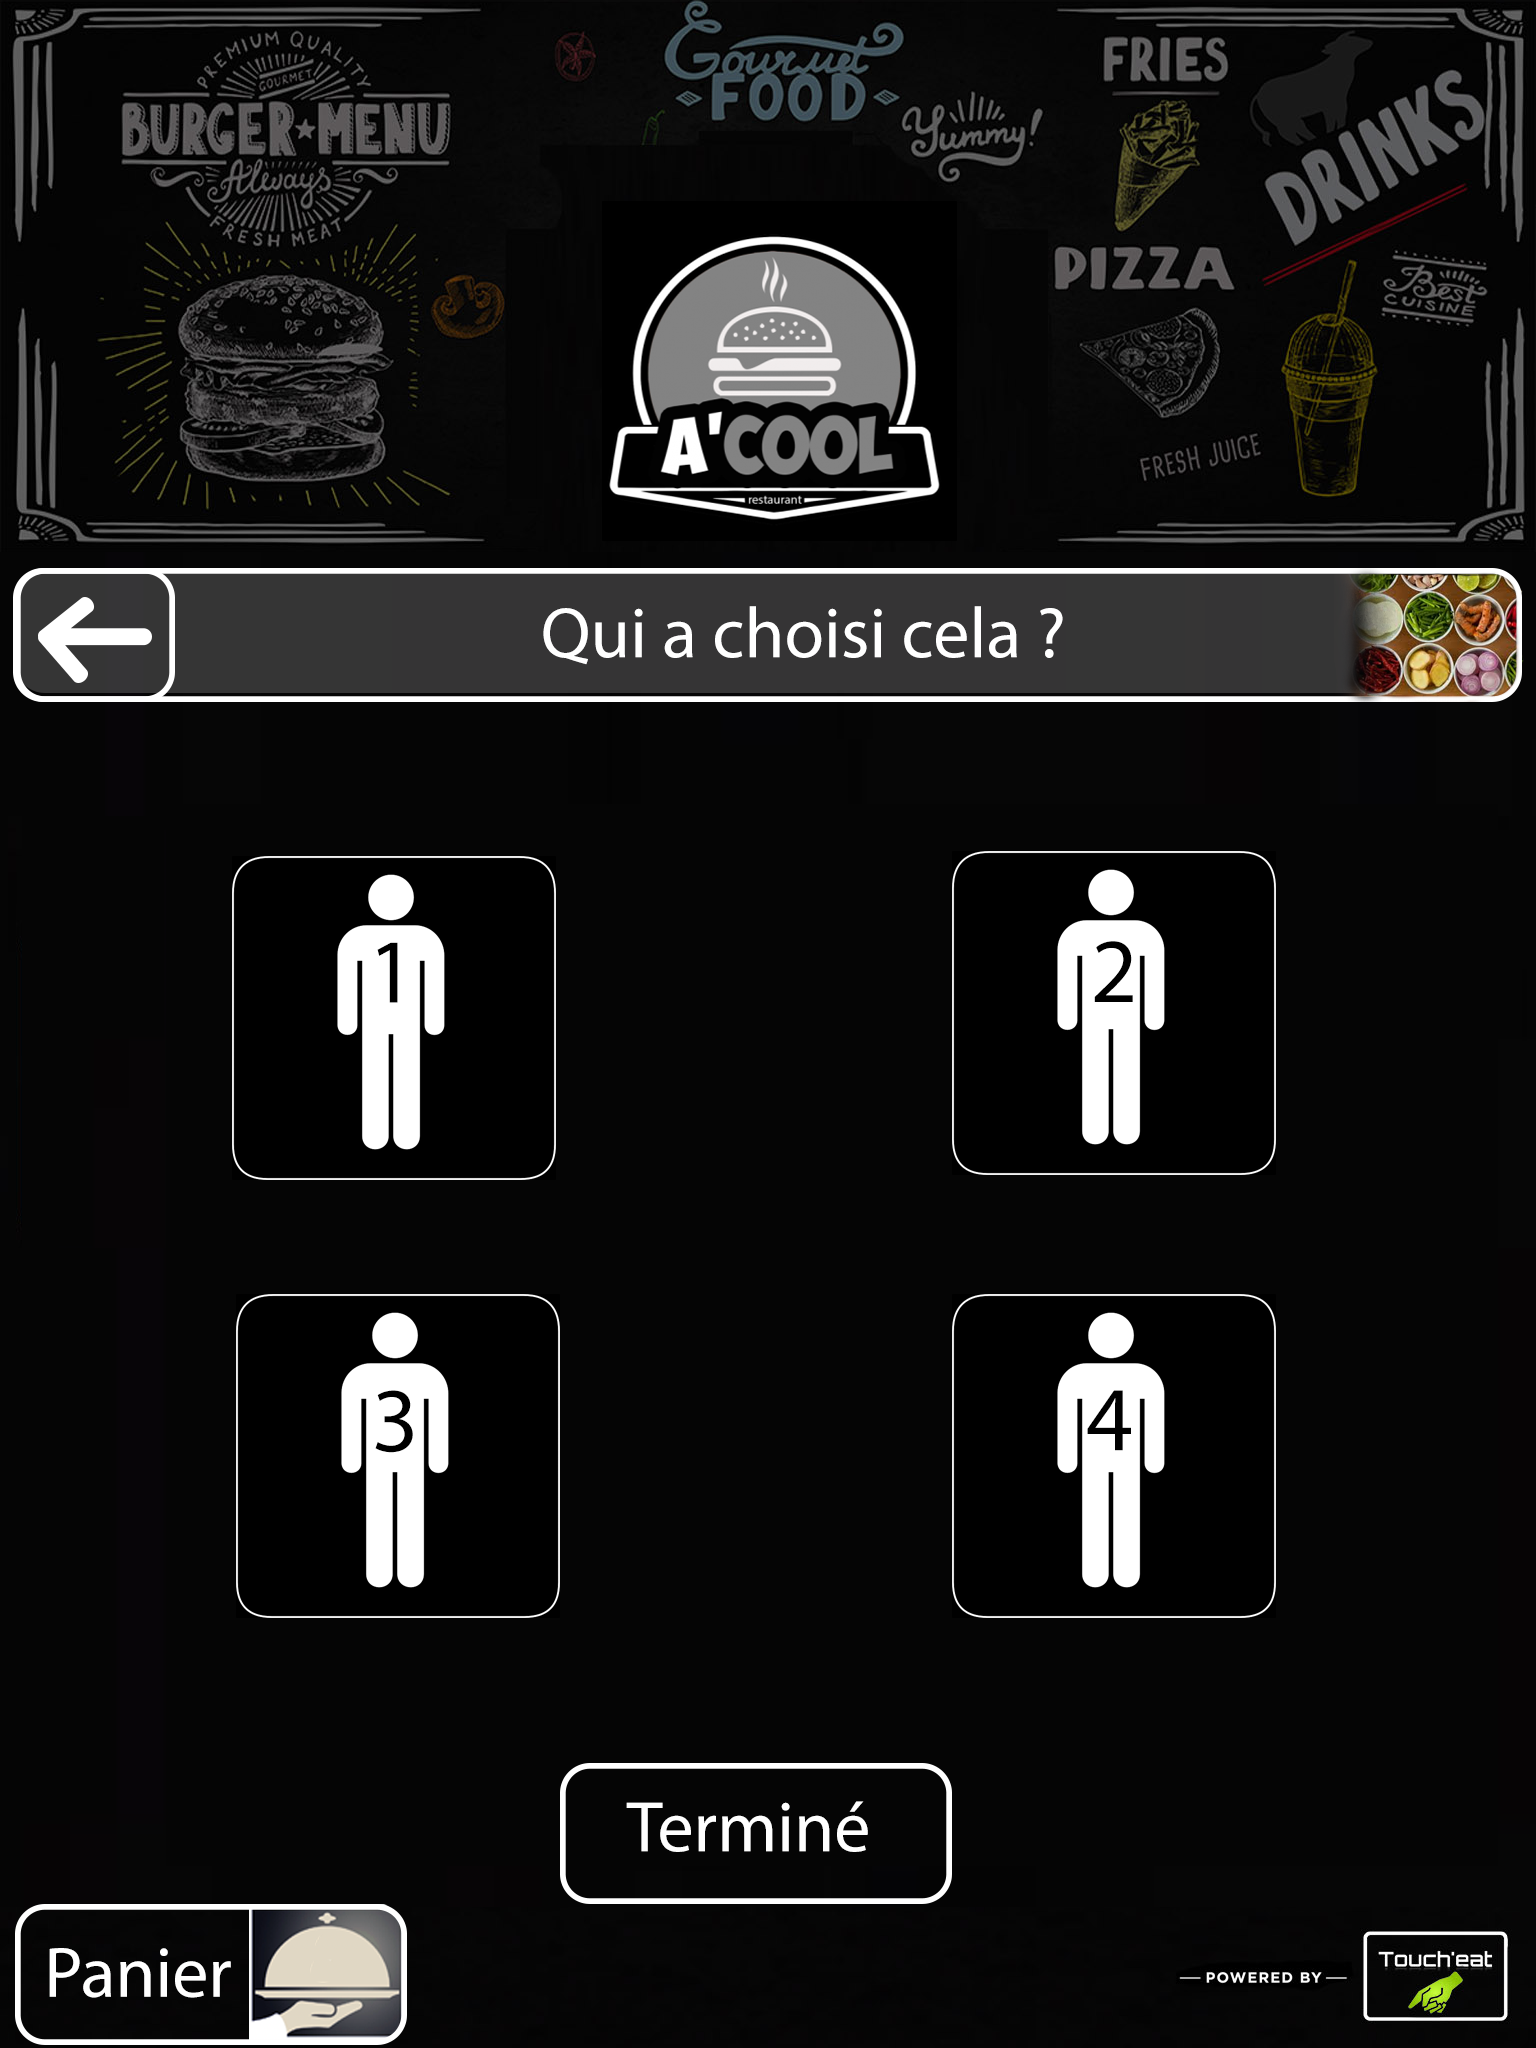 PREMIUM QUALITY
GOURMET
BURGER★MENU
Always
FRESH MEAT
Gourmet
FOOD
Yummy!
FRIES
DRINKS
PIZZA
Best
CUISINE
FRESH JUICE
A'COOL
restaurant
Qui a choisi cela ?
1
2
3
4
Terminé
Panier
POWERED BY
Touch'eat